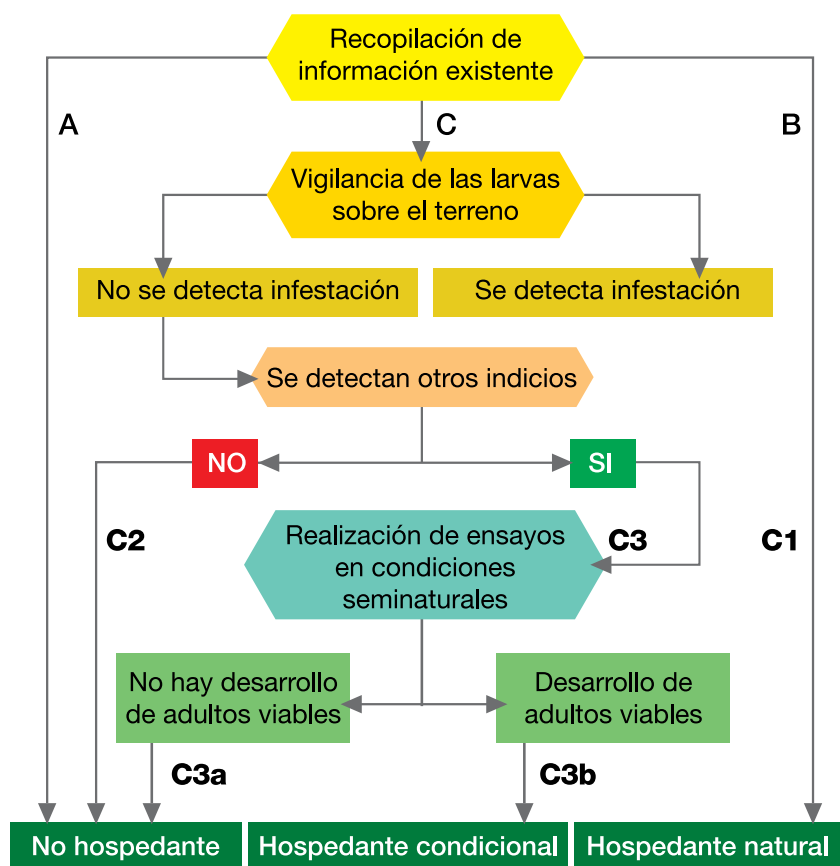 Recopilación de
información existente
A
C
B
Vigilancia de las larvas
sobre el terreno
No se detecta infestación
Se detecta infestación
Se detectan otros indicios
NO
SI
C2
Realización de ensayos
en condiciones
seminaturales
C3
C1
No hay desarrollo
de adultos viables
Desarrollo de
adultos viables
C3a
C3b
No hospedante
Hospedante condicional
Hospedante natural